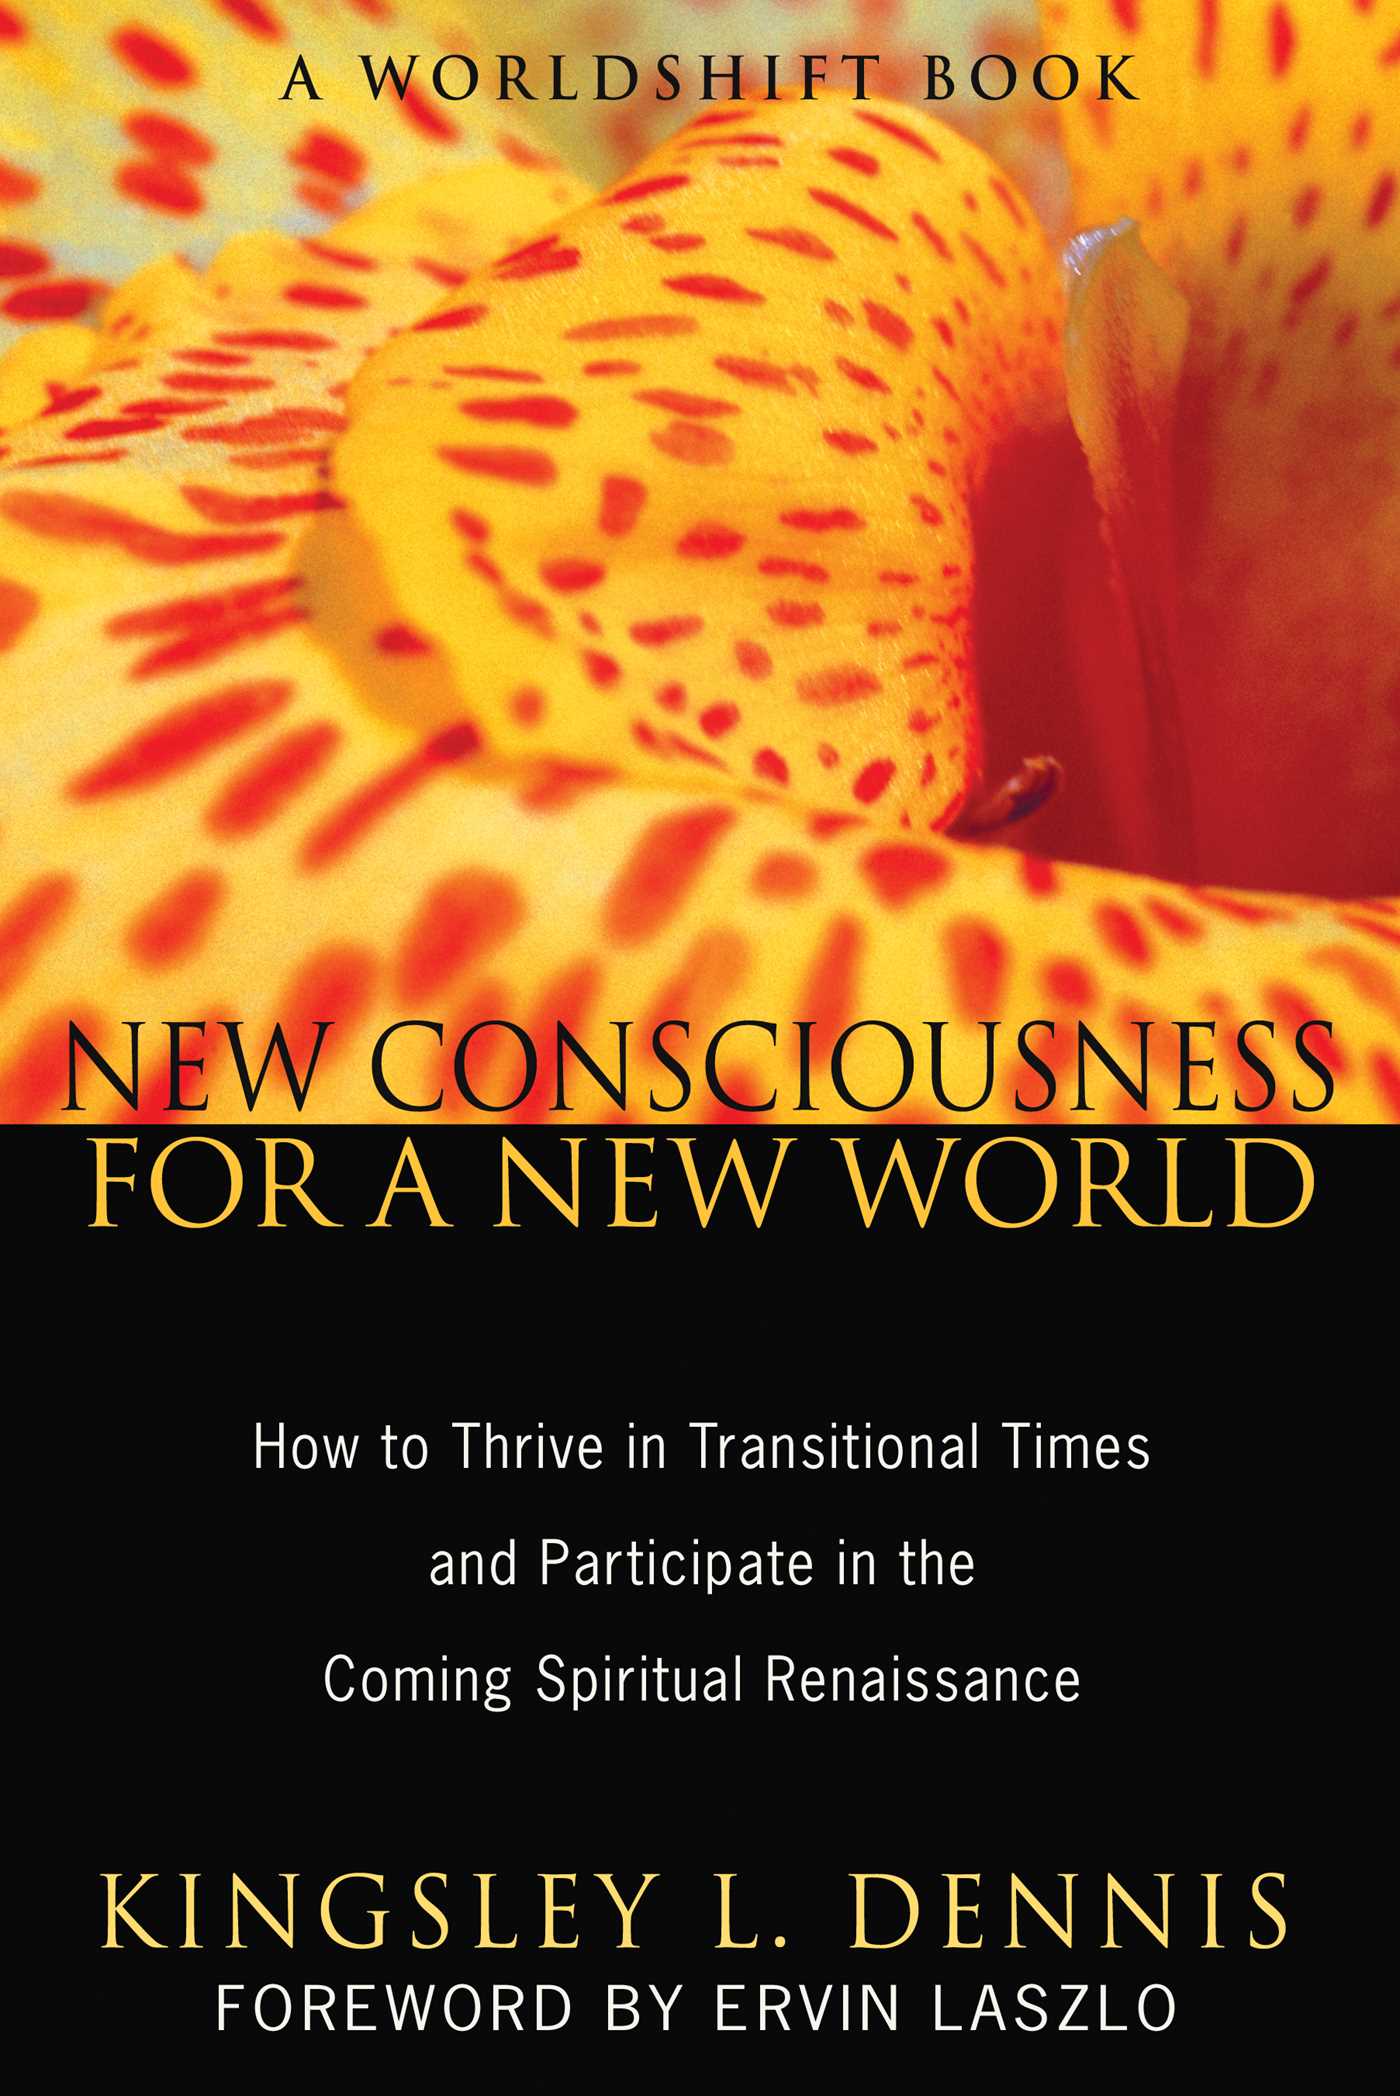 A WORLDSHIFT BOOK
NEW CONSCIOUSNESS
FOR A NEW WORLD
How to Thrive in Transitional Times
and Participate in the
Coming Spiritual Renaissance
KINGSLEY L. DENNIS
FOREWORD BY ERVIN LASZLO